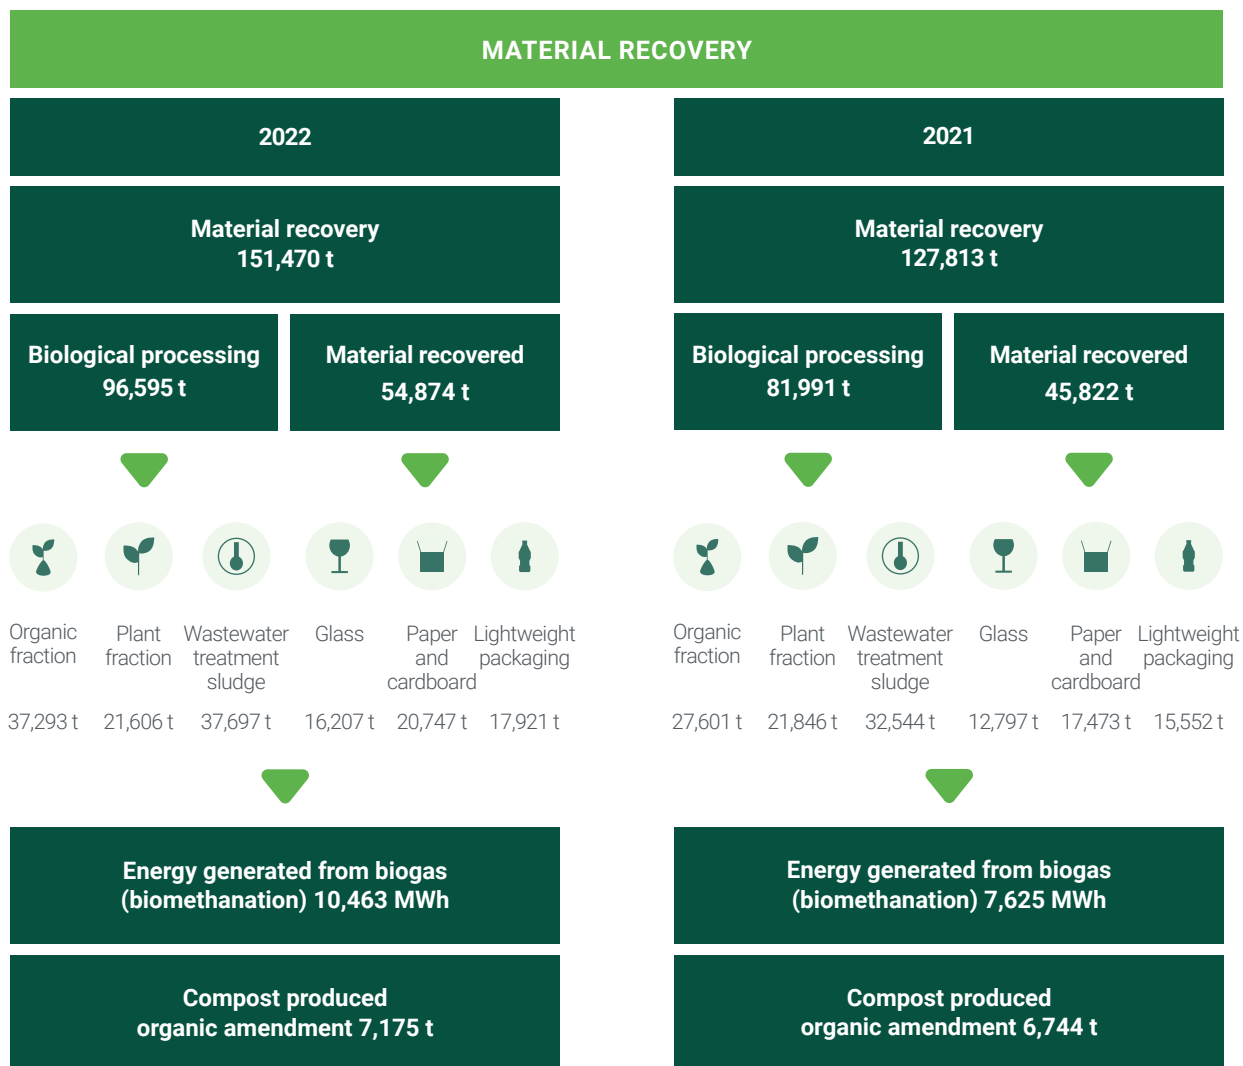 MATERIAL RECOVERY
2022
Material recovery
151,470 t
Biological processing
96,595 t
Material recovered
54,874 t
Organic
fraction
37,293 t
Plant
fraction
21,606 t
Wastewater
treatment
sludge
37,697 t
Glass
16,207 t
Paper
and
cardboard
20,747 t
Lightweight
packaging
17,921 t
Energy generated from biogas
(biomethanation) 10,463 MWh
Compost produced
organic amendment 7,175 t
2021
Material recovery
127,813 t
Biological processing
81,991 t
Material recovered
45,822 t
Organic
fraction
27,601 t
Plant
fraction
21,846 t
Wastewater
treatment
sludge
32,544 t
Glass
12,797 t
Paper
and
cardboard
17,473 t
Lightweight
packaging
15,552 t
Energy generated from biogas
(biomethanation) 7,625 MWh
Compost produced
organic amendment 6,744 t